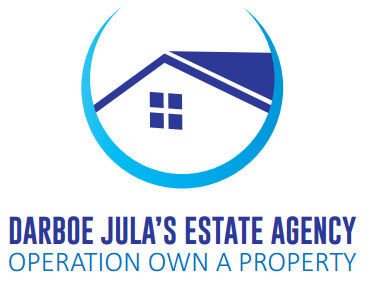 DARBOE JULA'S ESTATE AGENCY
OPERATION OWN A PROPERTY